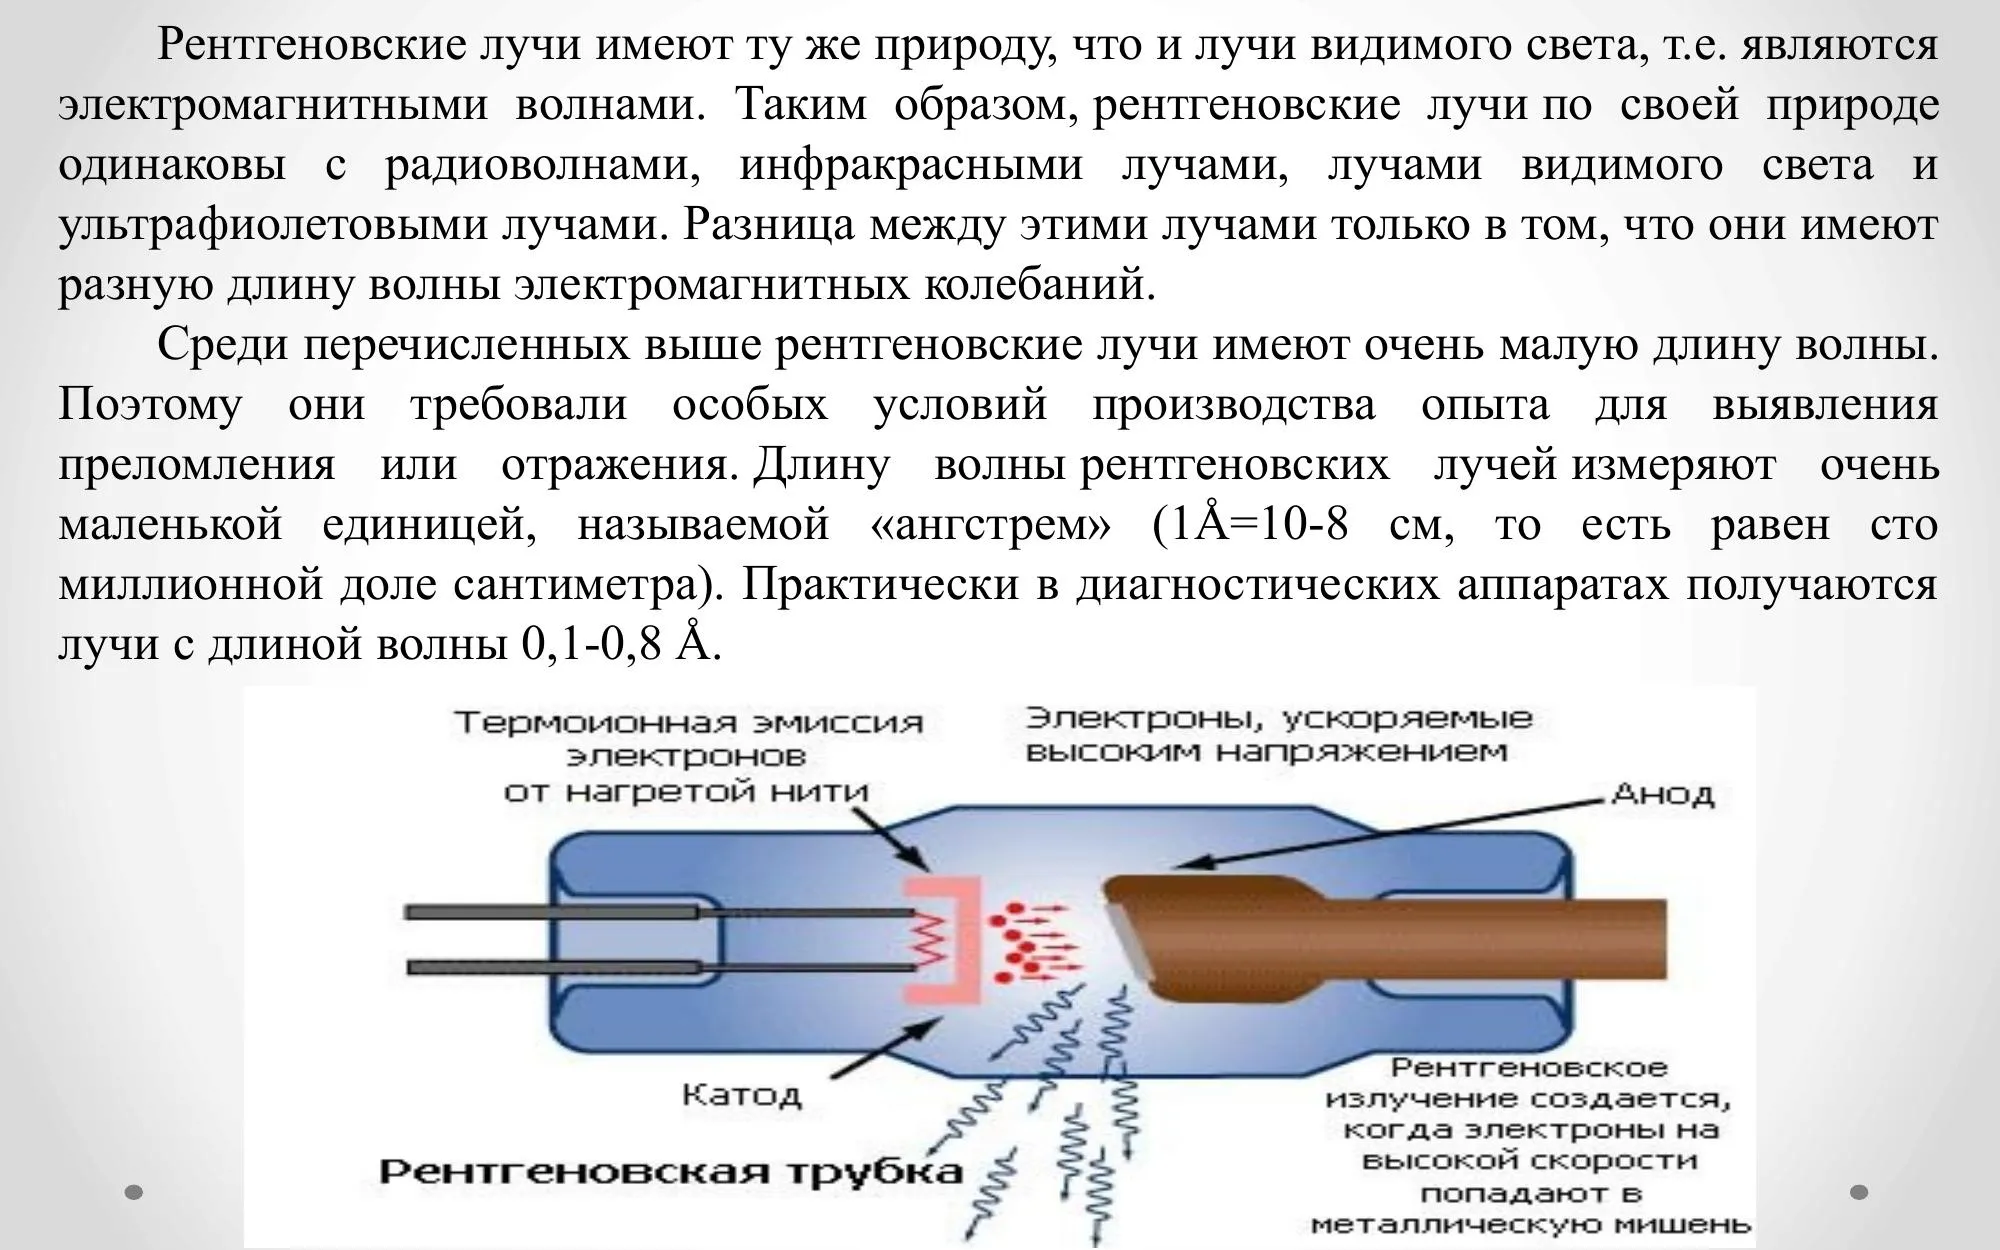 Рентгеновские лучи имеют ту же природу, что и лучи видимого света, т.е. являются
электромагнитными волнами. Таким образом, рентгеновские лучи по своей природе
одинаковы с радиоволнами, инфракрасными лучами, лучами видимого света и
ультрафиолетовыми лучами. Разница между этими лучами только в том, что они имеют
разную длину волны электромагнитных колебаний.
Среди перечисленных выше рентгеновские лучи имеют очень малую длину волны.
Поэтому они требовали особых условий производства опыта для выявления
преломления или отражения. Длину волны рентгеновских лучей измеряют очень
маленькой единицей, называемой «ангстрем» (1Å=10-8 см, то есть равен сто
миллионной доле сантиметра). Практически в диагностических аппаратах получаются
лучи с длиной волны 0,1-0,8 Å.
Термоионная эмиссия
электронов
от нагретой нити
Электроны, ускоряемые
высоким напряжением
Анод
Катод
Рентгеновская трубка
Рентгеновское
излучение создается,
когда электроны на
высокой скорости
попадают в
металлическую мишень